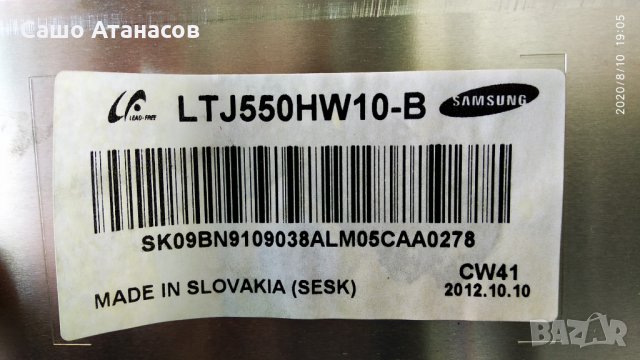 Сашо Атанасов
2020/8/10 19:05
LEAD-FREE
LTJ550HW10-B
SAMSUNG
SK09BN9109038ALM05CAA0278
CW41
MADE IN SLOVAKIA (SESK)
2012.10.10
BAZAR